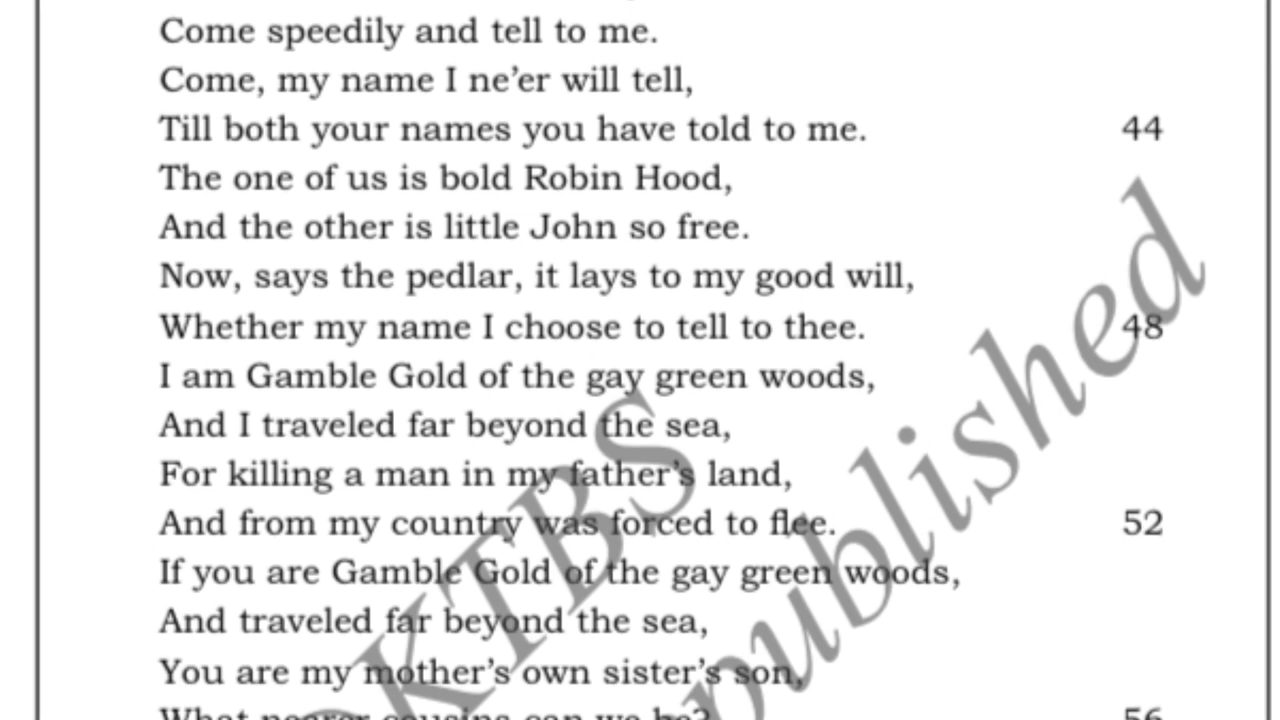 Come speedily and tell to me.
Come, my name I ne'er will tell,
Till both your names you have told to me. 44
The one of us is bold Robin Hood,
And the other is little John so free.
Now, says the pedlar, it lays to my good will,
Whether my name I choose to tell to thee. 48
I am Gamble Gold of the gay green woods,
And I traveled far beyond the sea,
For killing a man in my father's land,
And from my country was forced to flee. 52
If you are Gamble Gold of the gay green woods,
And traveled far beyond the sea,
You are my mother's own sister's son,
What nearer cousins can we be? 56
KTBS
published